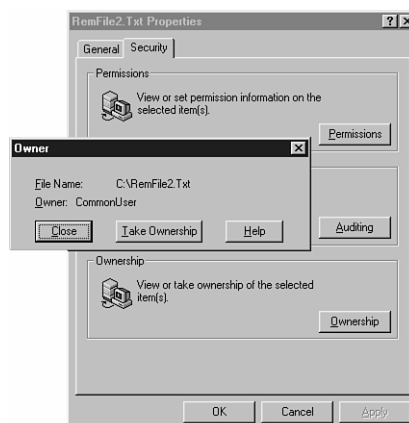 RemFile2.Txt Properties
General Security
Permissions
View or set permission information on the
selected item(s).
Permissions
Owner
File Name: C:\RemFile2.Txt
Owner: CommonUser
Close Take Ownership Help
Auditing
Ownership
View or take ownership of the selected
item(s).
Ownership
OK Cancel Apply